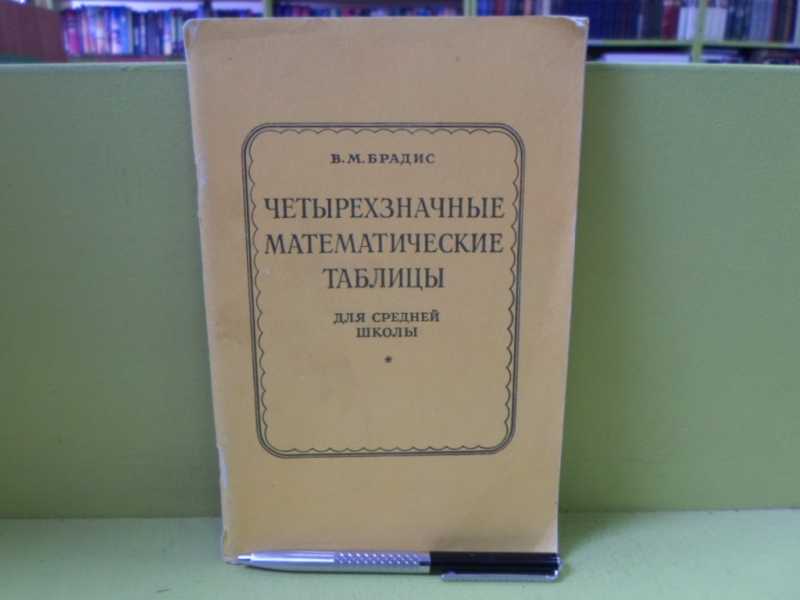 В. М. БРАДИС
ЧЕТЫРЕХЗНАЧНЫЕ
МАТЕМАТИЧЕСКИЕ
ТАБЛИЦЫ
ДЛЯ СРЕДНЕЙ
ШКОЛЫ
*